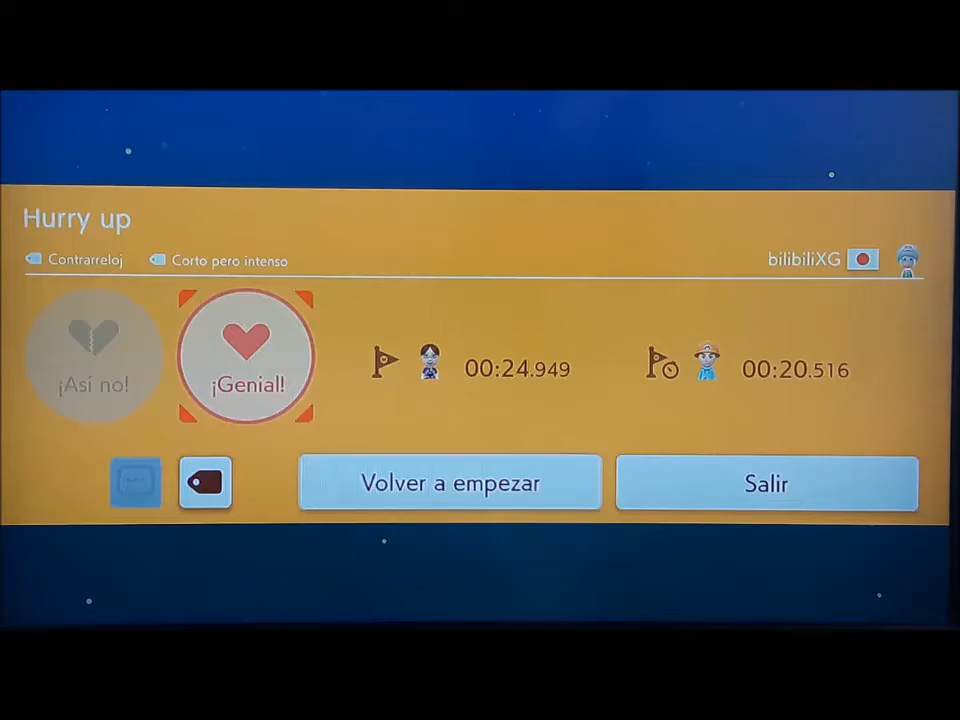 Hurry up
Contrarreloj Corto pero intenso bilibiliXG
¡Así no! ¡Genial! 00:24.949 00:20.516
Volver a empezar Salir